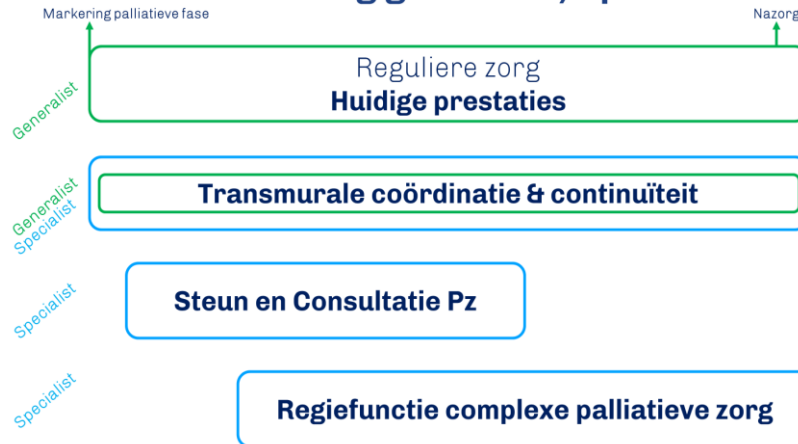 Markering palliatieve fase
Nazorg
Generalist
Reguliere zorg
Huidige prestaties
Generalist
Specialist
Transmurale coördinatie & continuïteit
Specialist
Steun en Consultatie Pz
Specialist
Regiefunctie complexe palliatieve zorg